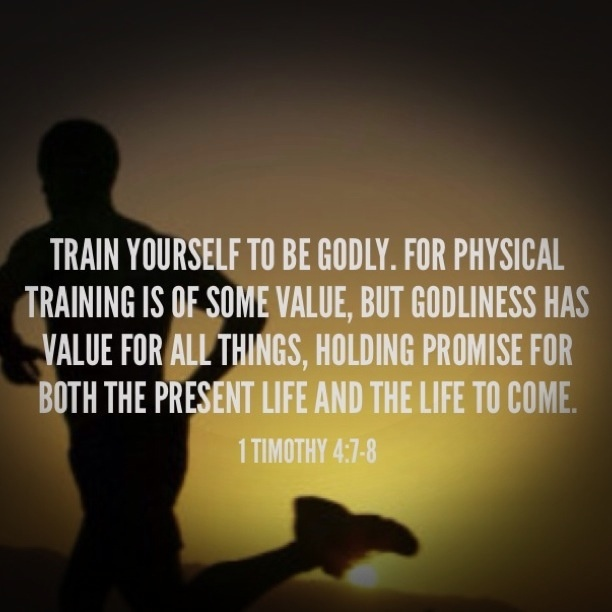 TRAIN YOURSELF TO BE GODLY. FOR PHYSICAL
TRAINING IS OF SOME VALUE, BUT GODLINESS HAS
VALUE FOR ALL THINGS, HOLDING PROMISE FOR
BOTH THE PRESENT LIFE AND THE LIFE TO COME.
1 TIMOTHY 4:7-8